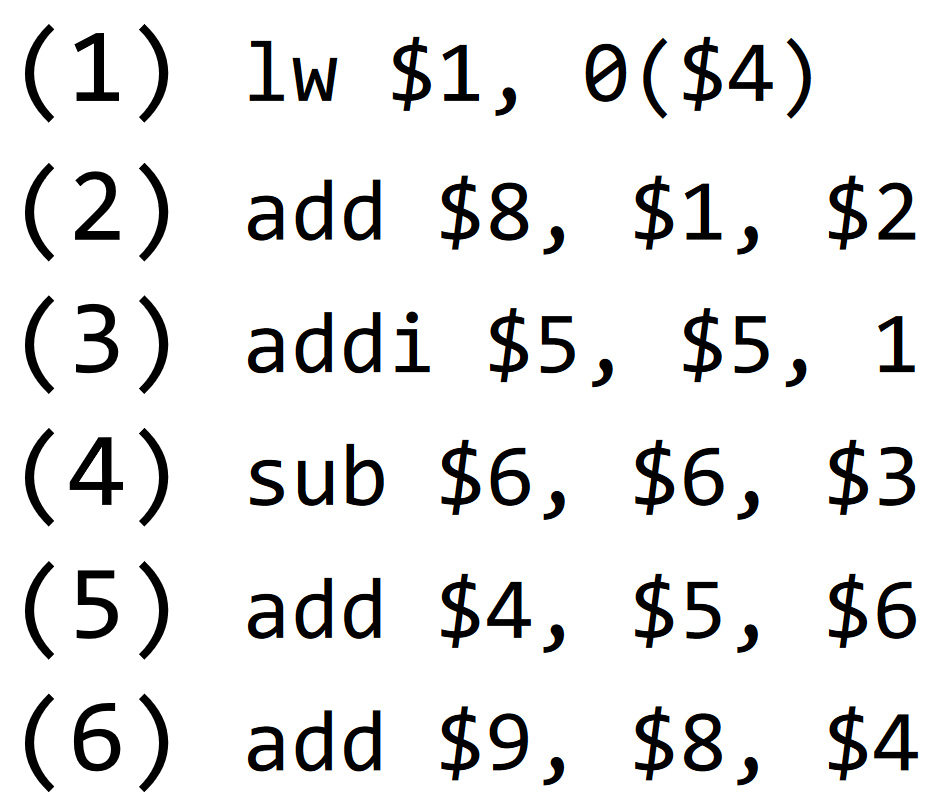 (1) lw $1, 0($4)
(2) add $8, $1, $2
(3) addi $5, $5, 1
(4) sub $6, $6, $3
(5) add $4, $5, $6
(6) add $9, $8, $4